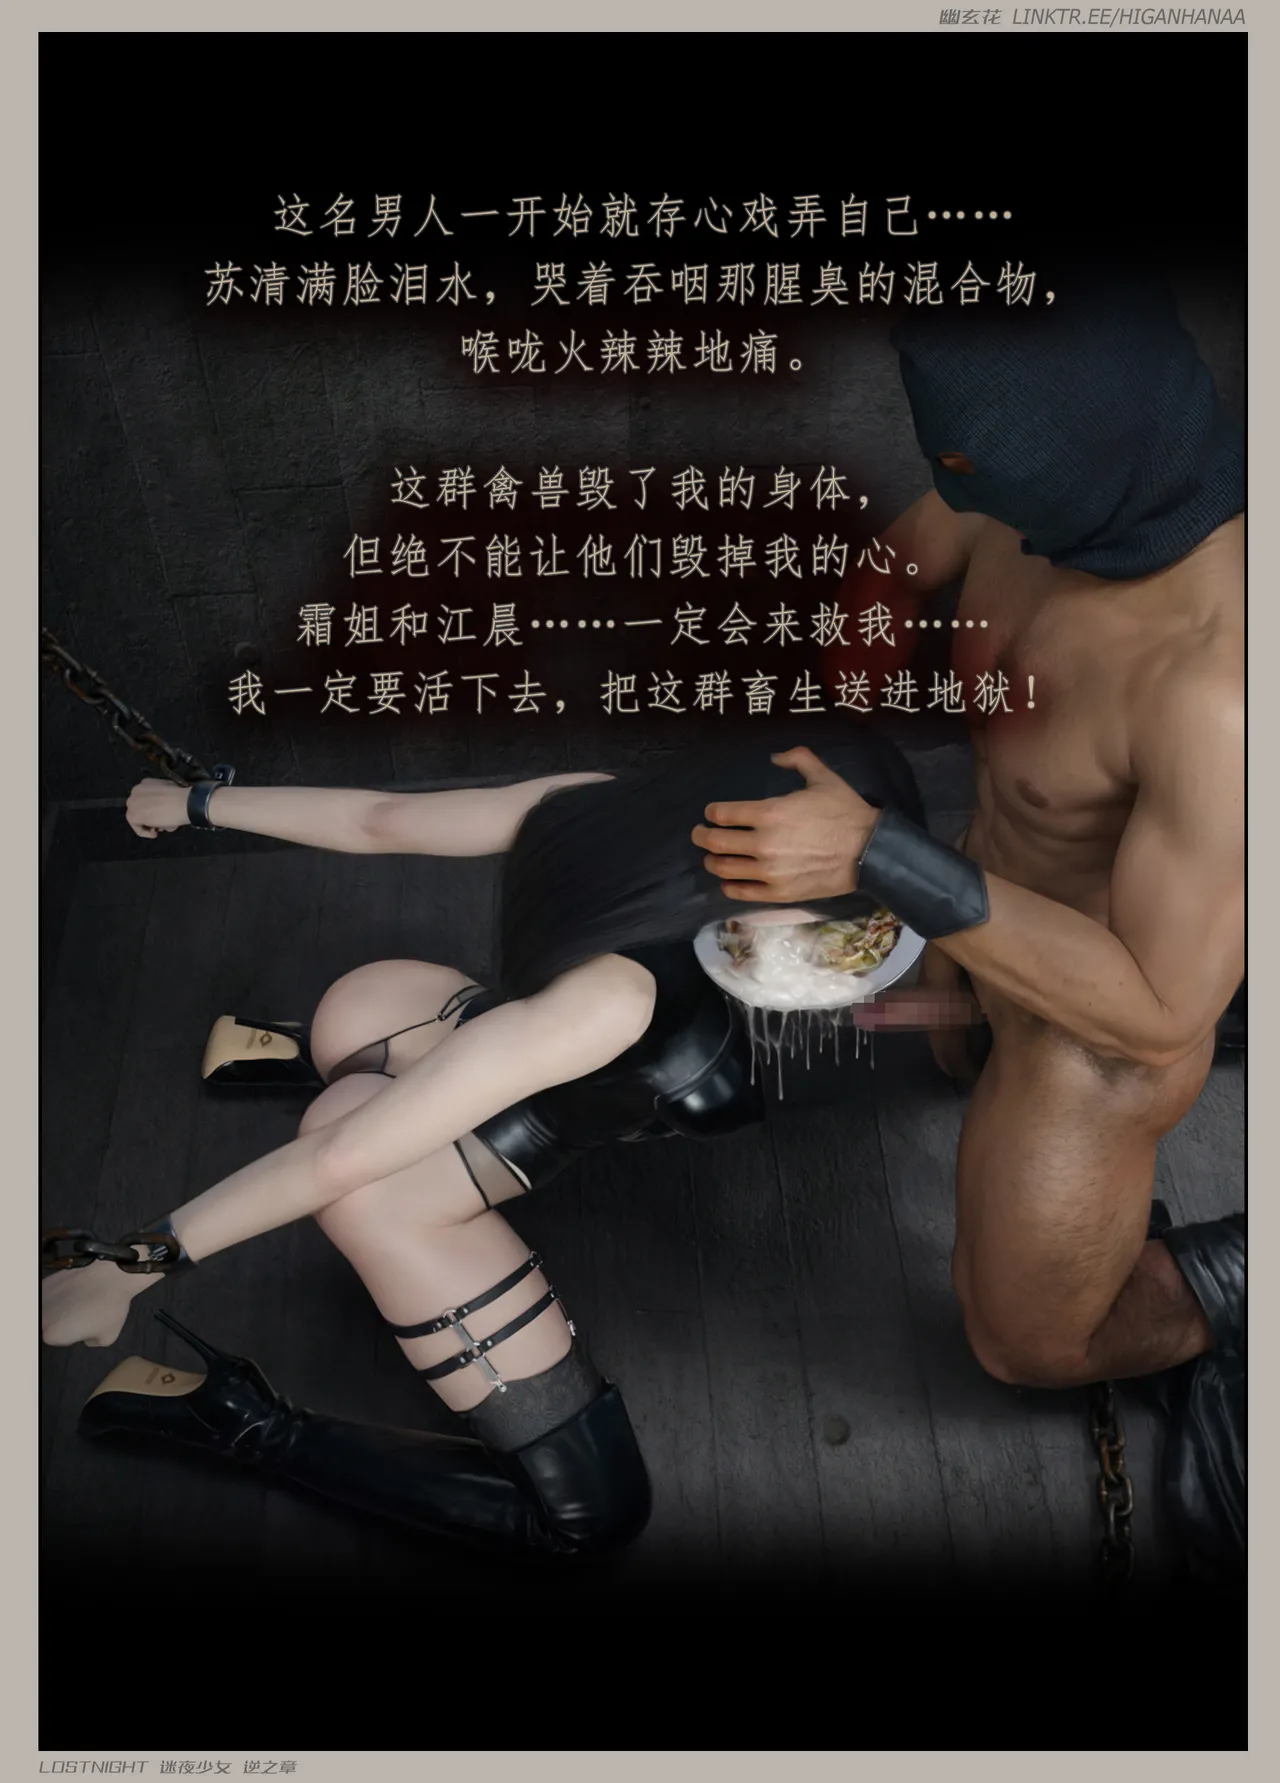 幽玄花 LINKTR.EE/HIGANHANAA
这名男人一开始就存心戏弄自己……
苏清满脸泪水，哭着吞咽那腥臭的混合物，
喉咙火辣辣地痛。
这群禽兽毁了我的身体，
但绝不能让他们毁掉我的心。
霜姐和江晨……一定会来救我……
我一定要活下去，把这群畜生送进地狱！
LOSTNIGHT 迷夜少女 逆之章